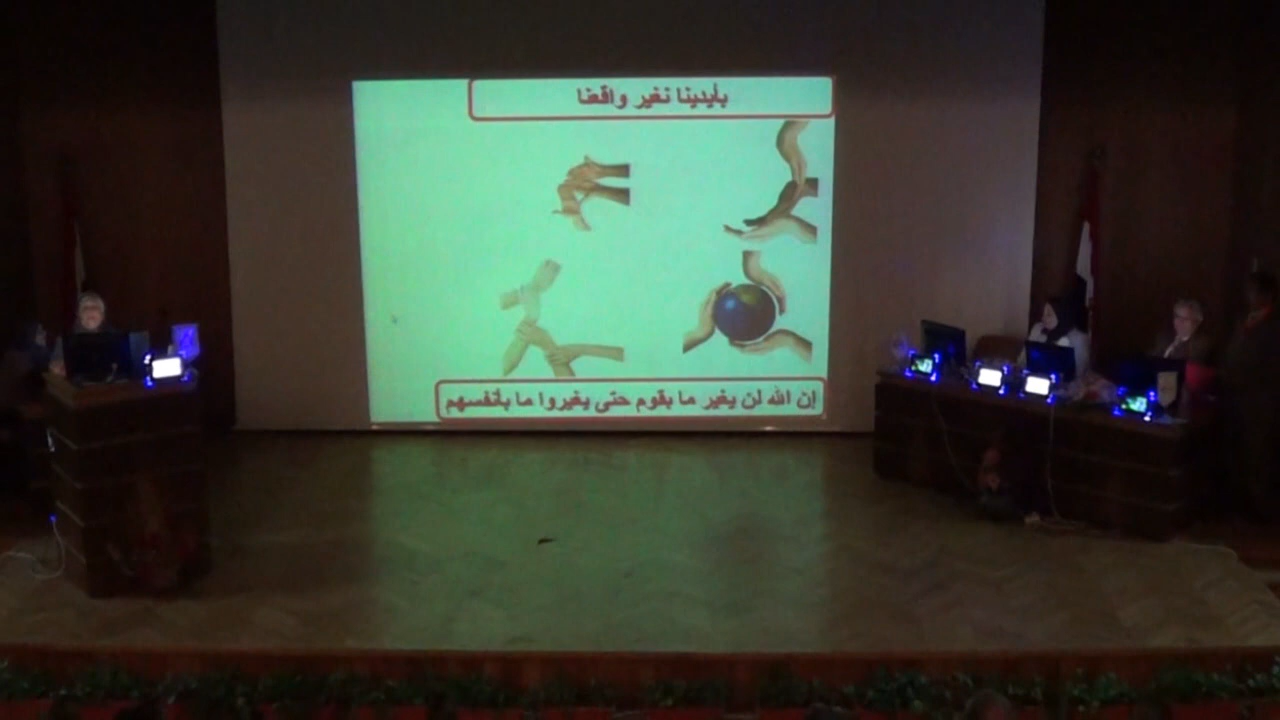 بأيدينا نغير واقعنا
إن الله لن يغير ما بقوم حتى يغيروا ما بأنفسهم